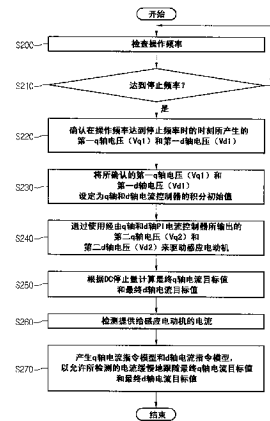 开始
S200
检查操作频率
S210
达到停止频率？
是
S220
确认在操作频率达到停止频率时的时刻所产生的
第一q轴电压（Vq1）和第一d轴电压（Vd1）
S230
将所确认的第一q轴电压（Vq1）和
第一d轴电压（Vd1）
设定为q轴和d轴电流控制器的积分初始值
S240
通过使用经由q轴和d轴PI电流控制器所输出的
第二q轴电压（Vq2）和
第二d轴电压（Vd2）来驱动感应电动机
S250
根据DC停止量计算最终q轴电流目标值
和最终d轴电流目标值
S260
检测提供给感应电动机的电流
S270
产生q轴电流指令模型和d轴电流指令模型，
以允许所检测的电流缓慢地跟随最终q轴电流目标值
和最终d轴电流目标值
结束